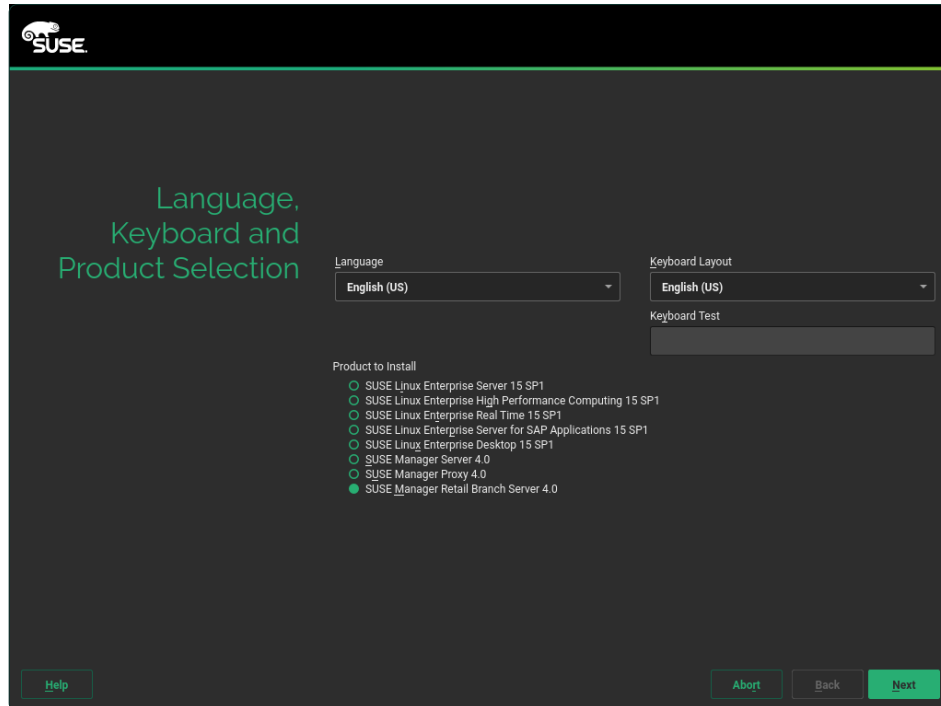 SUSE.
Language,
Keyboard and
Product Selection
Language
Keyboard Layout
English (US)
English (US)
Keyboard Test
Product to Install
SUSE Linux Enterprise Server 15 SP1
SUSE Linux Enterprise High Performance Computing 15 SP1
SUSE Linux Enterprise Real Time 15 SP1
SUSE Linux Enterprise Server for SAP Applications 15 SP1
SUSE Linux Enterprise Desktop 15 SP1
SUSE Manager Server 4.0
SUSE Manager Proxy 4.0
SUSE Manager Retail Branch Server 4.0
Help
Abort
Back
Next